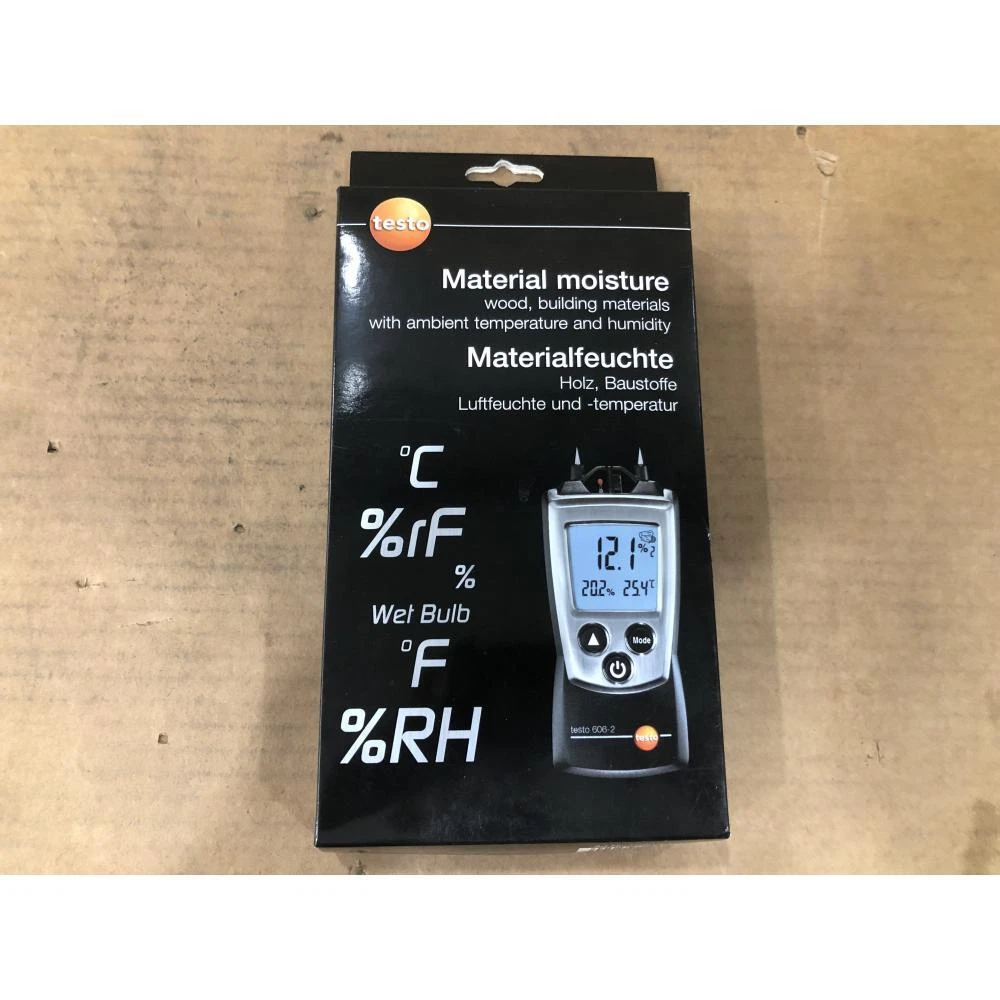 testo
Material moisture
wood, building materials
with ambient temperature and humidity
Materialfeuchte
Holz, Baustoffe
Luftfeuchte und -temperatur
°C
%rF
%
Wet Bulb
°F
%RH
12.1 % 2
20.2% 25.4°C
Mode
testo 606-2
testo